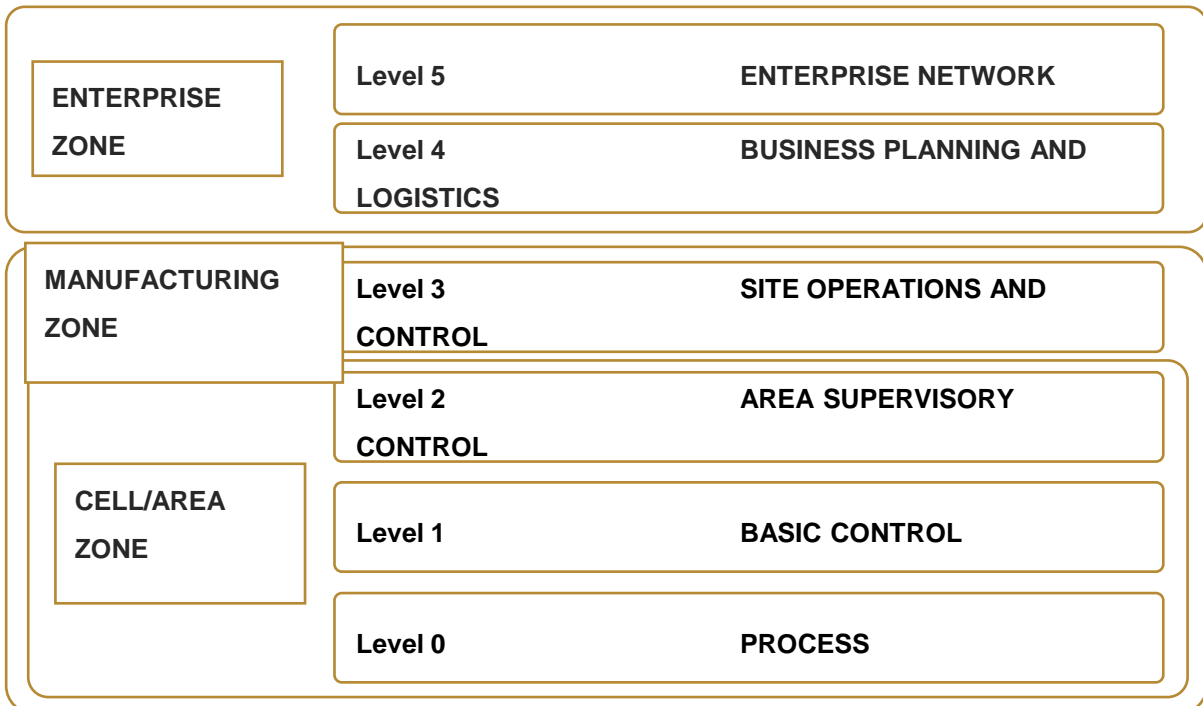 ENTERPRISE
ZONE
Level 5 ENTERPRISE NETWORK
Level 4 BUSINESS PLANNING AND
LOGISTICS
MANUFACTURING
ZONE
Level 3 SITE OPERATIONS AND
CONTROL
Level 2 AREA SUPERVISORY
CONTROL
CELL/AREA
ZONE
Level 1 BASIC CONTROL
Level 0 PROCESS